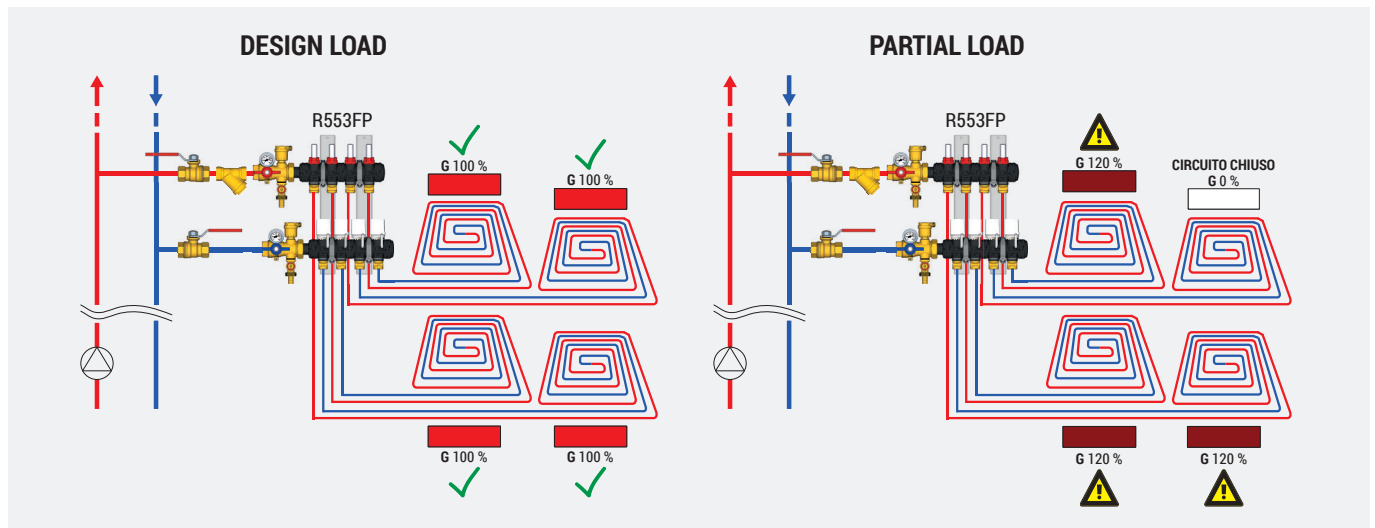 DESIGN LOAD
R553FP
G 100 %
G 100 %
G 100 %
G 100 %
PARTIAL LOAD
R553FP
G 120 %
CIRCUITO CHIUSO
G 0 %
G 120 %
G 120 %